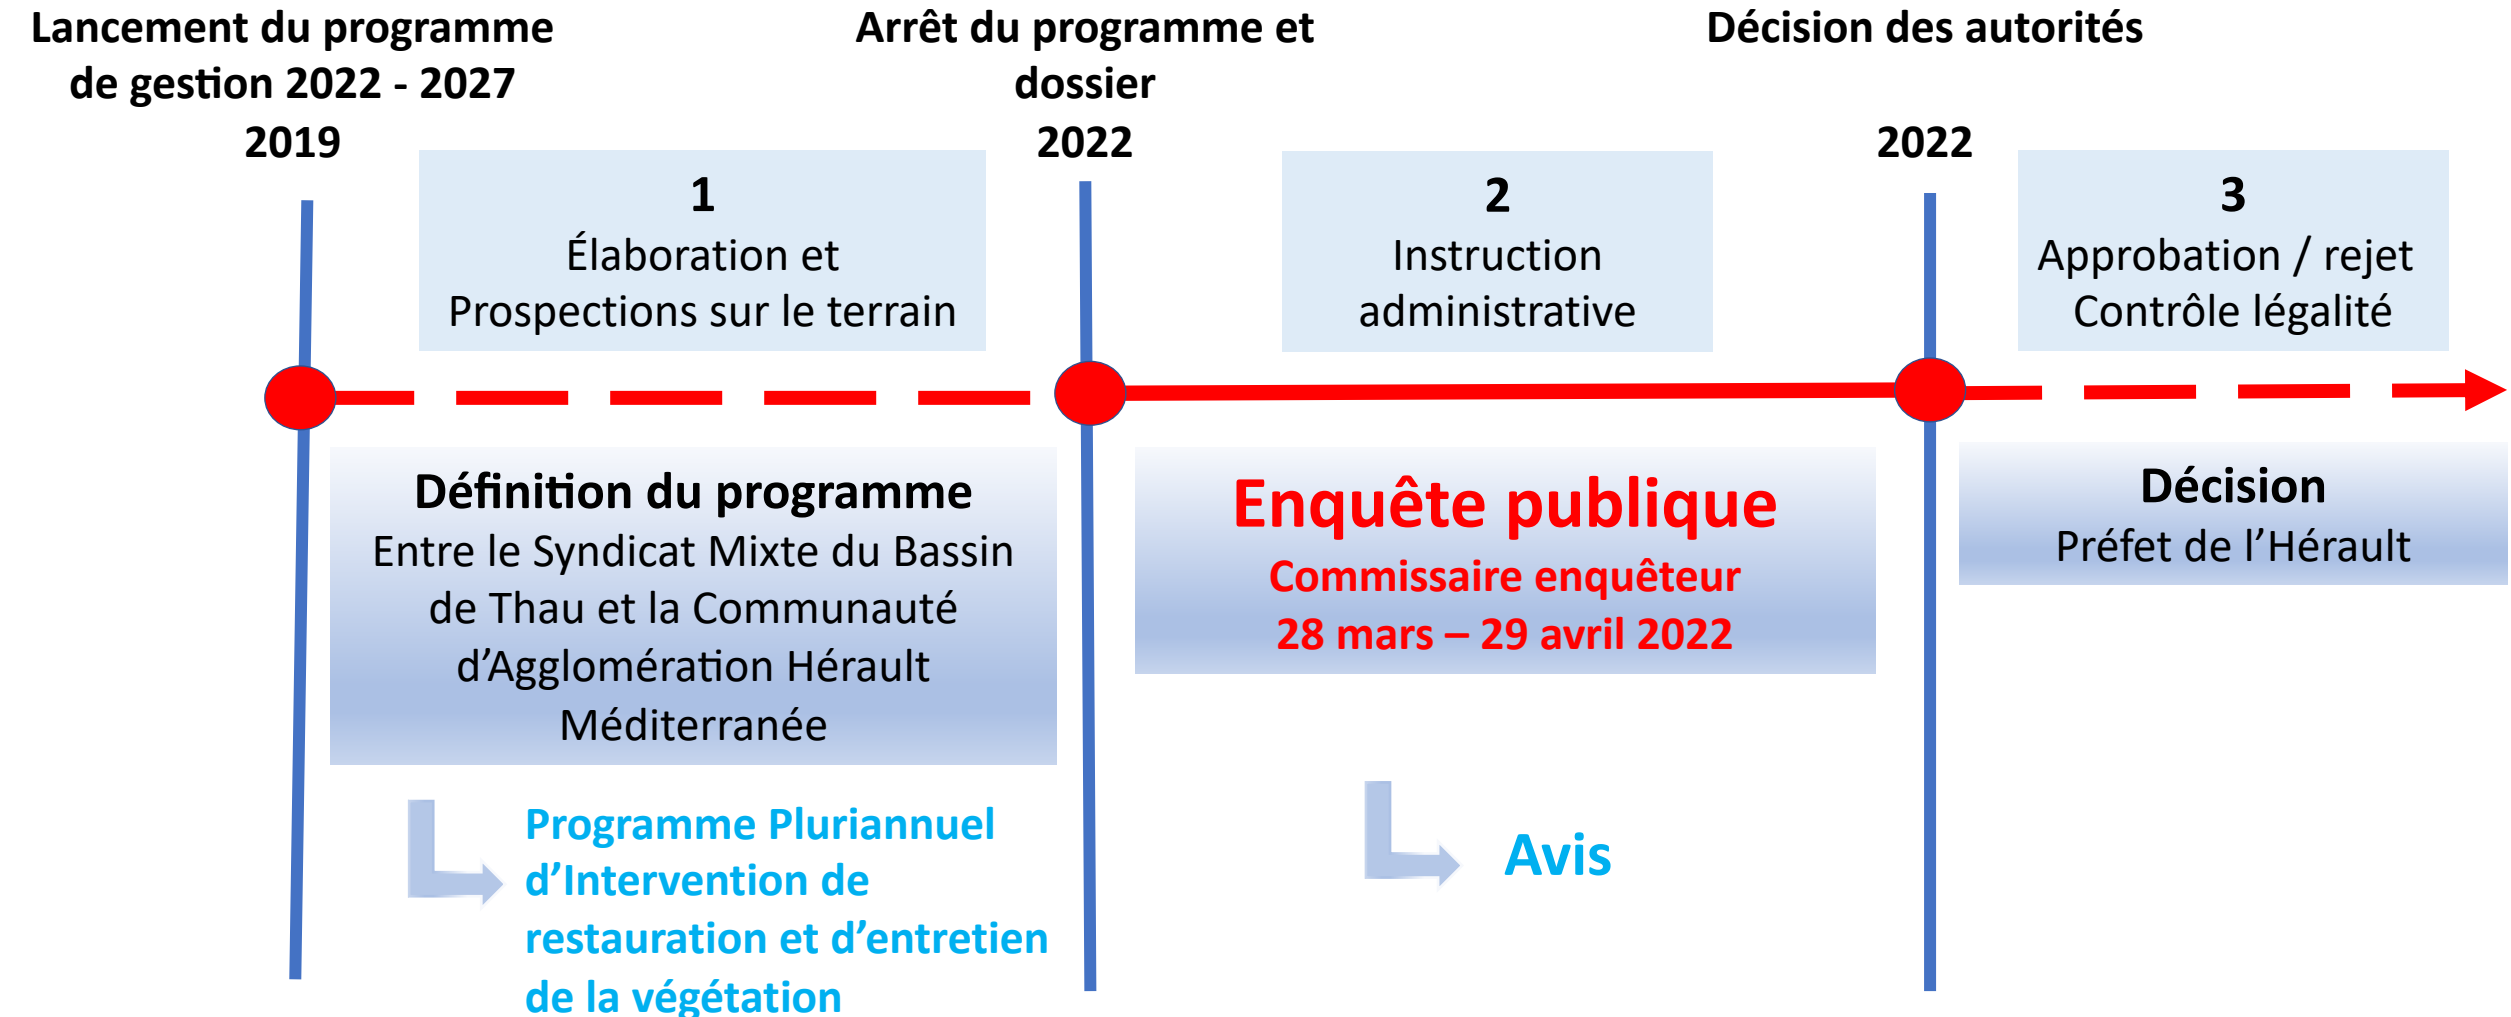 Lancement du programme
de gestion 2022 - 2027
2019
Arrêt du programme et
dossier
2022
Décision des autorités
2022
1
Élaboration et
Prospections sur le terrain
2
Instruction
administrative
3
Approbation / rejet
Contrôle légalité
Définition du programme
Entre le Syndicat Mixte du Bassin
de Thau et la Communauté
d’Agglomération Hérault
Méditerranée
Enquête publique
Commissaire enquêteur
28 mars – 29 avril 2022
Décision
Préfet de l’Hérault
Programme Pluriannuel
d’Intervention de
restauration et d’entretien
de la végétation
Avis